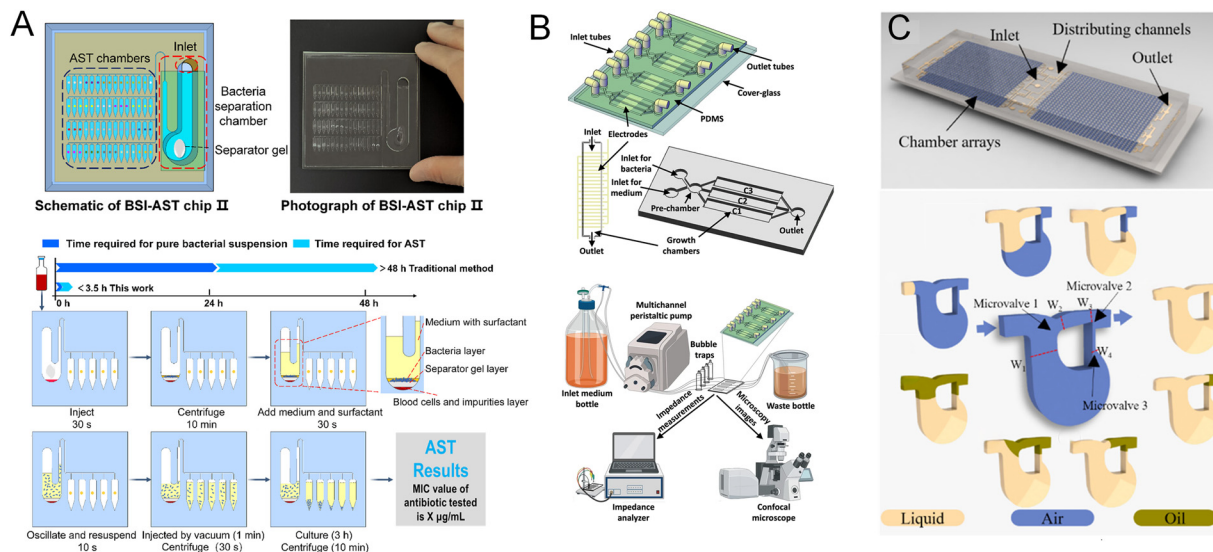 A
AST chambers
Inlet
Bacteria
separation
chamber
Separator gel
Schematic of BSI-AST chip II
Photograph of BSI-AST chip II
Time required for pure bacterial suspension
Time required for AST
> 48 h Traditional method
< 3.5 h This work
0 h
24 h
48 h
Medium with surfactant
Bacteria layer
Separator gel layer
Blood cells and impurities layer
Inject
30 s
Centrifuge
10 min
Add medium and surfactant
30 s
Oscillate and resuspend
10 s
Injected by vacuum (1 min)
Centrifuge (30 s)
Culture (3 h)
Centrifuge (10 min)
AST
Results
MIC value of
antibiotic tested
is X μg/mL
B
Inlet tubes
Outlet tubes
Cover-glass
PDMS
Electrodes
Inlet
Outlet
Inlet for
bacteria
Inlet for
medium
Pre-chamber
C3
C2
C1
Outlet
Growth
chambers
Multichannel
peristaltic pump
Bubble
traps
Inlet medium
bottle
Waste bottle
Impedance
measurements
Microscopy
images
Impedance
analyzer
Confocal
microscope
C
Inlet
Distributing channels
Outlet
Chamber arrays
Microvalve 1
W2
W3
Microvalve 2
W1
W4
Microvalve 3
Liquid
Air
Oil